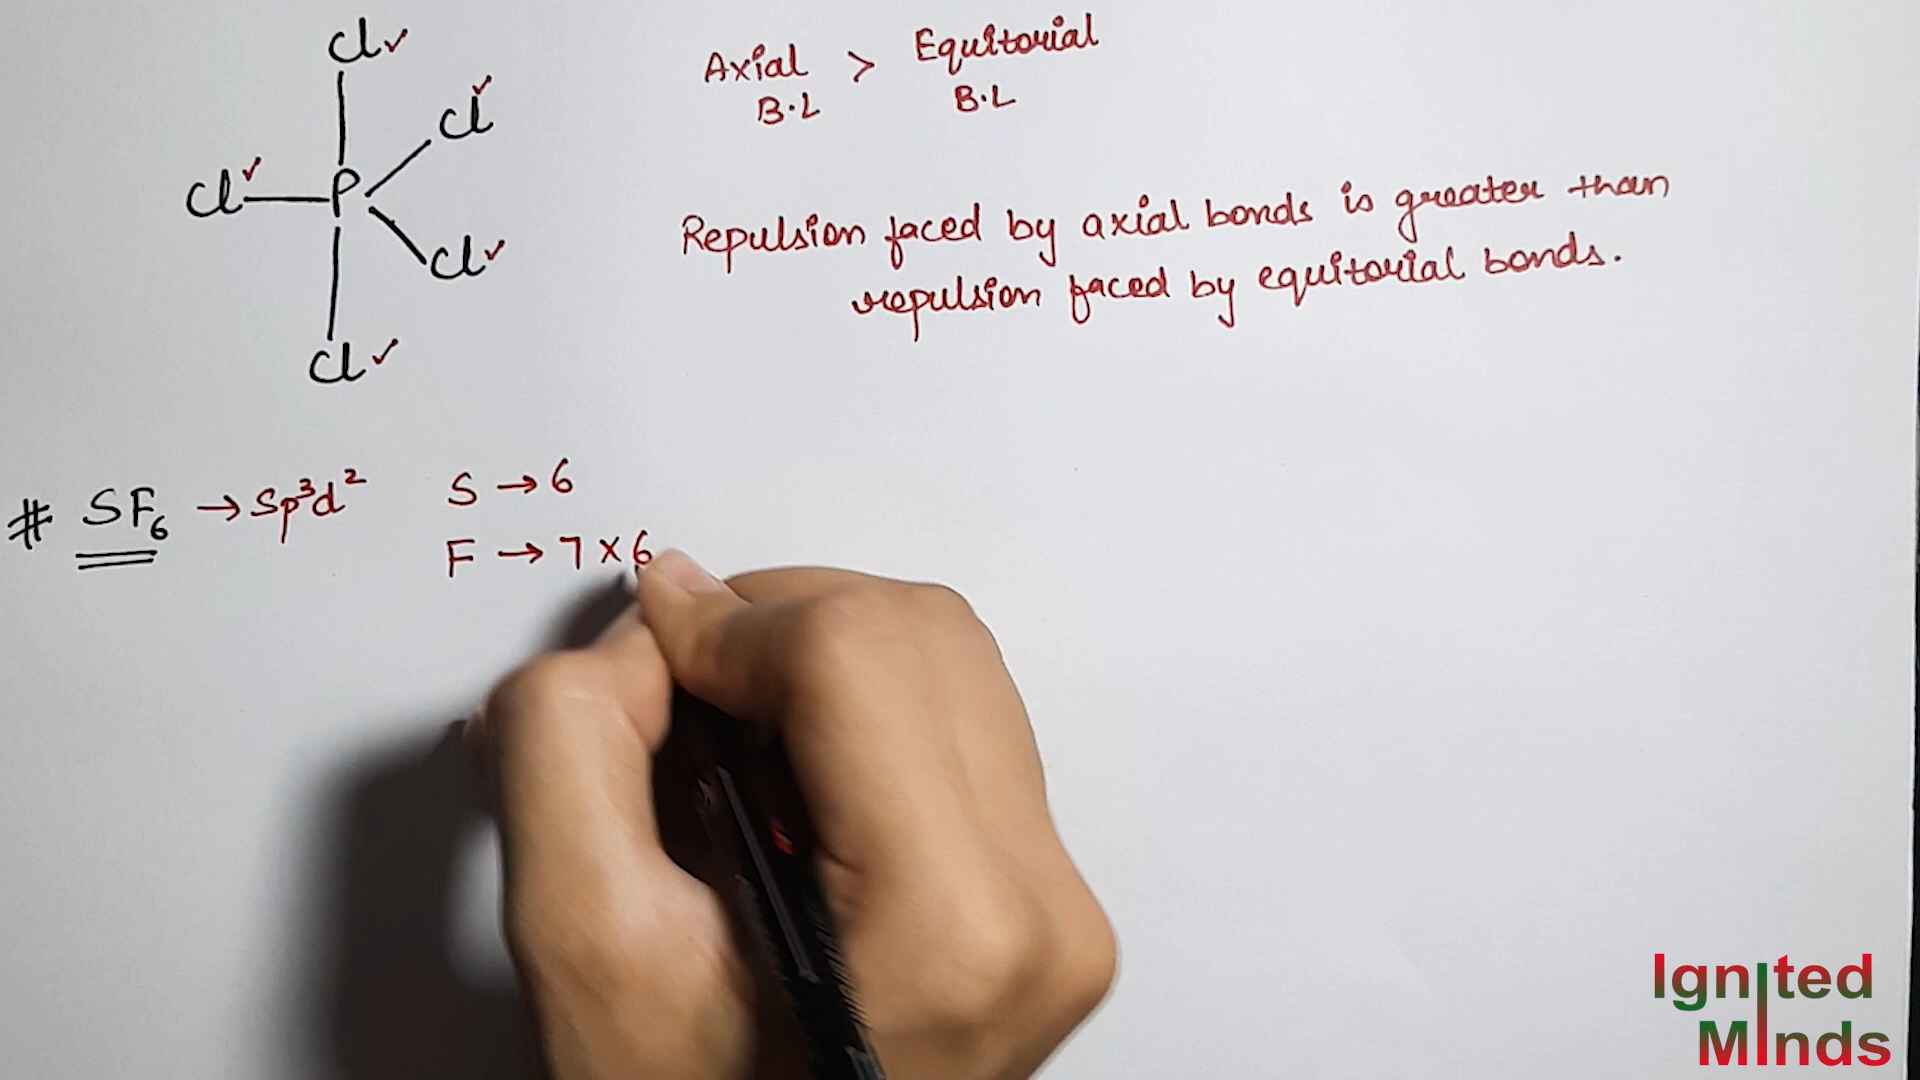 Cl✓
Cl✓
Cl✓ P
Cl✓
Cl✓
Axial > Equitorial
B.L B.L
Repulsion faced by axial bonds is greater than
repulsion faced by equitorial bonds.
# SF₆ → Sp³d² S → 6
F → 7 × 6
Ignited
Minds